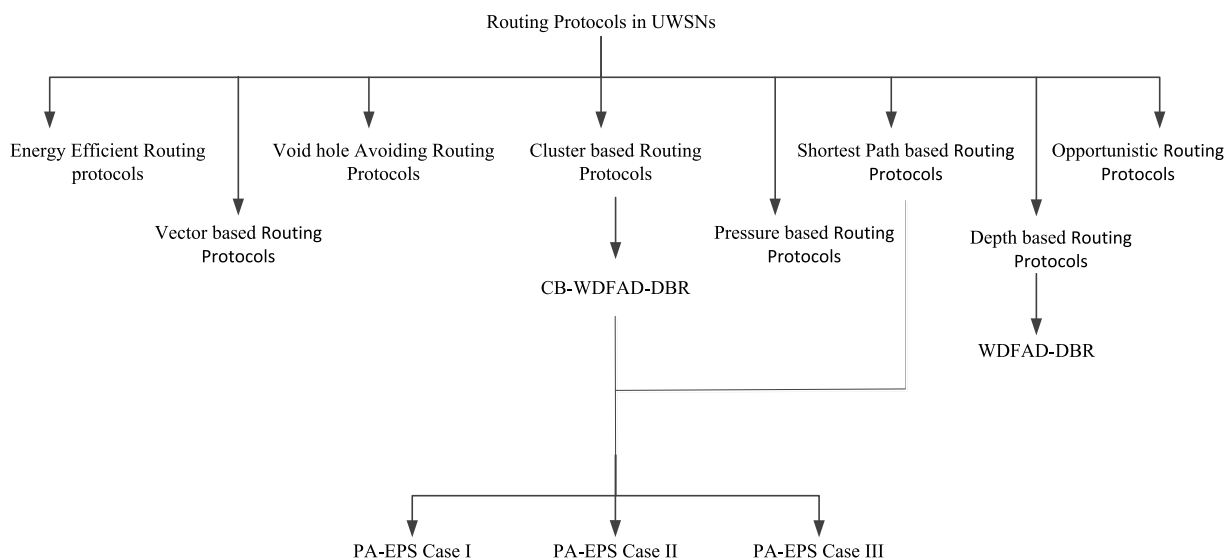 Routing Protocols in UWSNs
Energy Efficient Routing
protocols
Void hole Avoiding Routing
Protocols
Cluster based Routing
Protocols
Shortest Path based Routing
Protocols
Opportunistic Routing
Protocols
Vector based Routing
Protocols
Pressure based Routing
Protocols
Depth based Routing
Protocols
CB-WDFAD-DBR
WDFAD-DBR
PA-EPS Case I
PA-EPS Case II
PA-EPS Case III